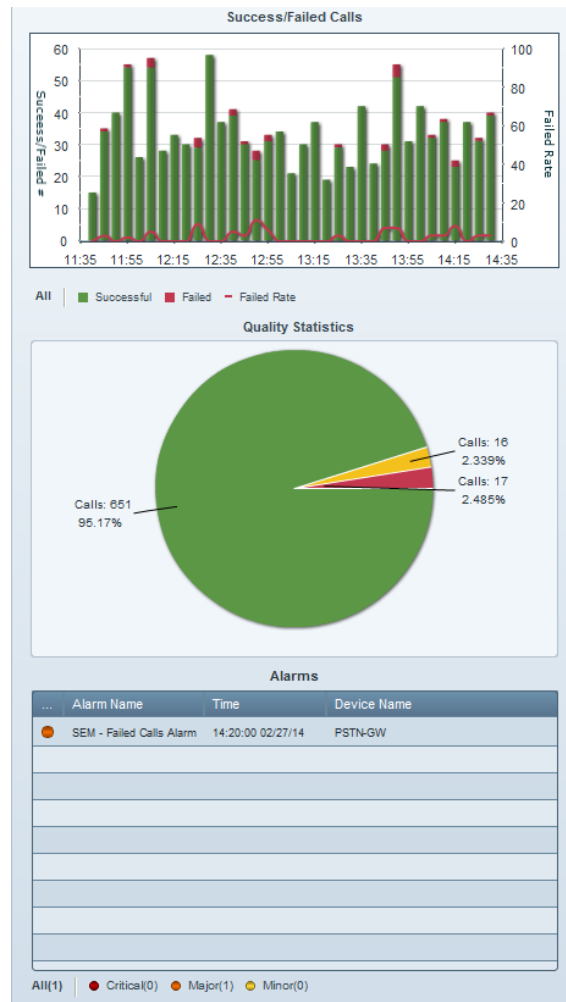 Success/Failed Calls
60
50
40
30
20
10
0
Success/Failed #
100
80
60
40
20
0
Failed Rate
11:35 11:55 12:15 12:35 12:55 13:15 13:35 13:55 14:15 14:35
All Successful Failed Failed Rate
Quality Statistics
Calls: 16
2.339%
Calls: 17
2.485%
Calls: 651
95.17%
Alarms
... Alarm Name Time Device Name
SEM - Failed Calls Alarm 14:20:00 02/27/14 PSTN-GW
All(1) Critical(0) Major(1) Minor(0)